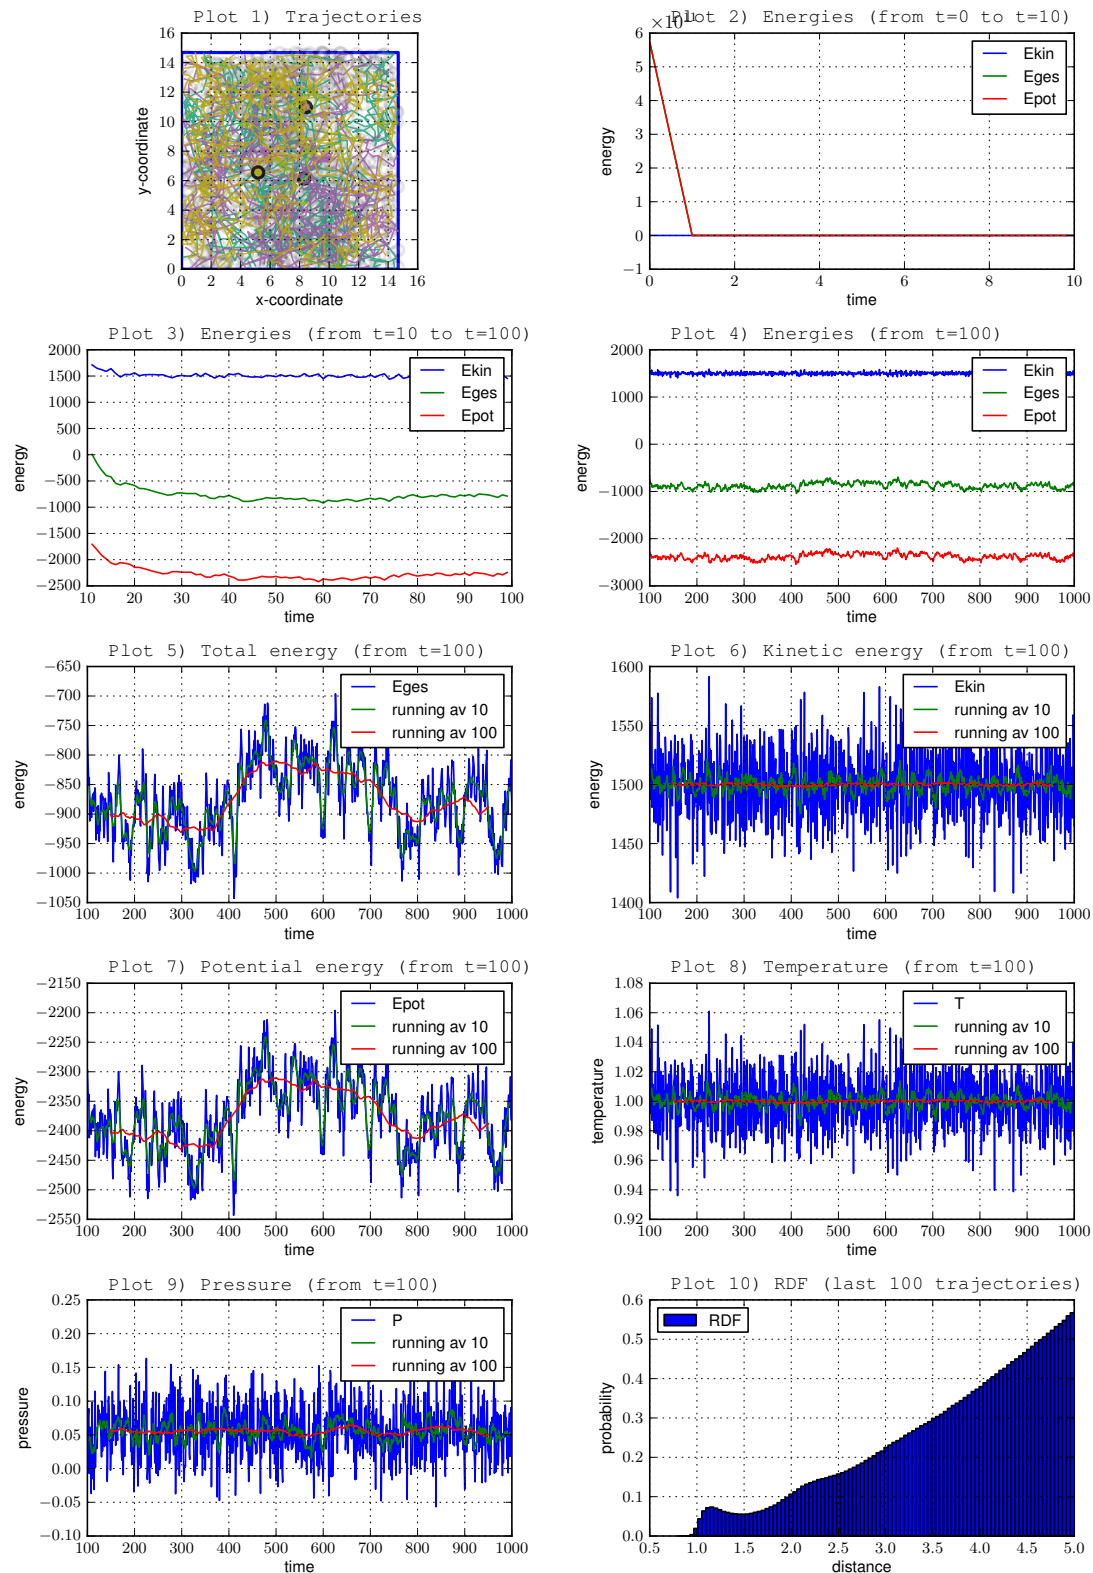 Plot 1) Trajectories
16
14
12
10
8
6
4
2
0
y-coordinate
0 2 4 6 8 10 12 14 16
x-coordinate
Plot 2) Energies (from t=0 to t=10)
6
5
4
3
2
1
0
−1
energy
Ekin
Eges
Epot
0 2 4 6 8 10
time
Plot 3) Energies (from t=10 to t=100)
2000
1500
1000
500
0
−500
−1000
−1500
−2000
−2500
energy
Ekin
Eges
Epot
10 20 30 40 50 60 70 80 90 100
time
Plot 4) Energies (from t=100)
2000
1000
0
−1000
−2000
−3000
energy
Ekin
Eges
Epot
100 200 300 400 500 600 700 800 900 1000
time
Plot 5) Total energy (from t=100)
−650
−700
−750
−800
−850
−900
−950
−1000
−1050
energy
Eges
running av 10
running av 100
100 200 300 400 500 600 700 800 900 1000
time
Plot 6) Kinetic energy (from t=100)
1600
1550
1500
1450
1400
energy
Ekin
running av 10
running av 100
100 200 300 400 500 600 700 800 900 1000
time
Plot 7) Potential energy (from t=100)
−2150
−2200
−2250
−2300
−2350
−2400
−2450
−2500
−2550
energy
Epot
running av 10
running av 100
100 200 300 400 500 600 700 800 900 1000
time
Plot 8) Temperature (from t=100)
1.08
1.06
1.04
1.02
1.00
0.98
0.96
0.94
0.92
temperature
T
running av 10
running av 100
100 200 300 400 500 600 700 800 900 1000
time
Plot 9) Pressure (from t=100)
0.25
0.20
0.15
0.10
0.05
0.00
−0.05
−0.10
pressure
P
running av 10
running av 100
100 200 300 400 500 600 700 800 900 1000
time
Plot 10) RDF (last 100 trajectories)
0.6
0.5
0.4
0.3
0.2
0.1
0.0
probability
RDF
0.5 1.0 1.5 2.0 2.5 3.0 3.5 4.0 4.5 5.0
distance